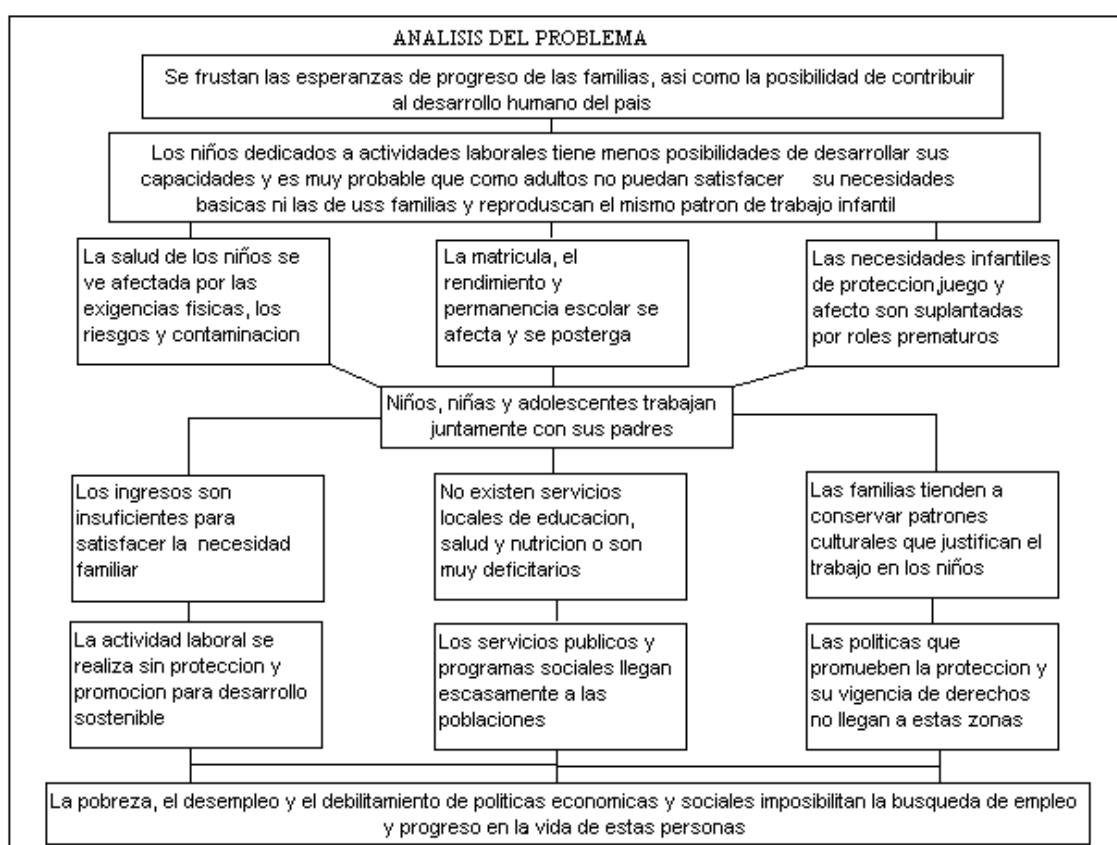 ANALISIS DEL PROBLEMA
Se frustan las esperanzas de progreso de las familias, asi como la posibilidad de contribuir
al desarrollo humano del pais
Los niños dedicados a actividades laborales tiene menos posibilidades de desarrollar sus
capacidades y es muy probable que como adultos no puedan satisfacer su necesidades
basicas ni las de uss familias y reproduscan el mismo patron de trabajo infantil
La salud de los niños se
ve afectada por las
exigencias fisicas, los
riesgos y contaminacion
La matricula, el
rendimiento y
permanencia escolar se
afecta y se posterga
Las necesidades infantiles
de proteccion,juego y
afecto son suplantadas
por roles prematuros
Niños, niñas y adolescentes trabajan
juntamente con sus padres
Los ingresos son
insuficientes para
satisfacer la necesidad
familiar
No existen servicios
locales de educacion,
salud y nutricion o son
muy deficitarios
Las familias tienden a
conservar patrones
culturales que justifican el
trabajo en los niños
La actividad laboral se
realiza sin proteccion y
promocion para desarrollo
sostenible
Los servicios publicos y
programas sociales llegan
escasamente a las
poblaciones
Las politicas que
promueben la proteccion y
su vigencia de derechos
no llegan a estas zonas
La pobreza, el desempleo y el debilitamiento de politicas economicas y sociales imposibilitan la busqueda de empleo
y progreso en la vida de estas personas